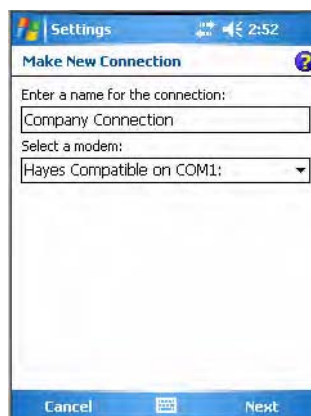 Settings 2:52
Make New Connection
Enter a name for the connection:
Company Connection
Select a modem:
Hayes Compatible on COM1:
Cancel Next